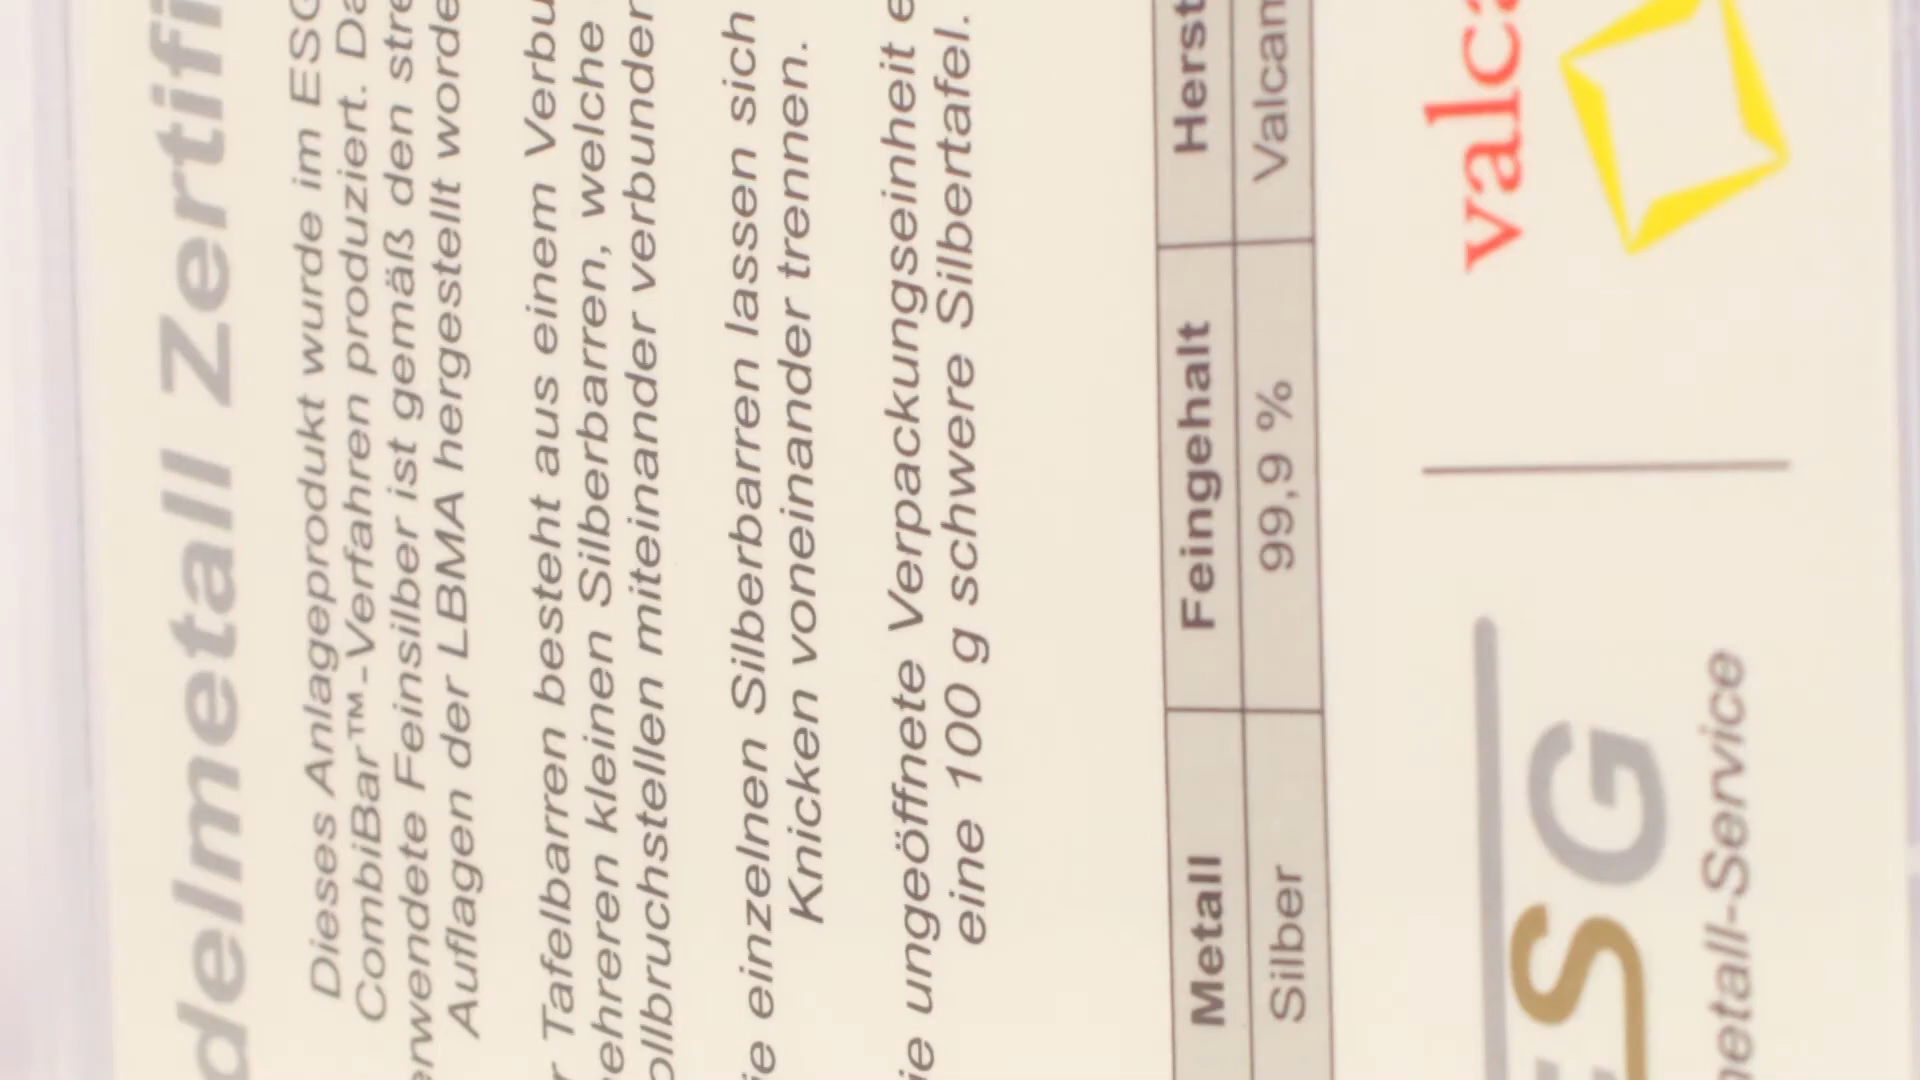 delmetall Zertifi
Dieses Anlageprodukt wurde im ESG
CombiBar™-Verfahren produziert. Da
erwendete Feinsilber ist gemäß den stre
Auflagen der LBMA hergestellt worde
r Tafelbarren besteht aus einem Verbu
ehreren kleinen Silberbarren, welche
ollbruchstellen miteinander verbunden
ie einzelnen Silberbarren lassen sich
Knicken voneinander trennen.
ie ungeöffnete Verpackungseinheit e
eine 100 g schwere Silbertafel.
Metall Feingehalt Herst
Silber 99,9 % Valcam
ESG
netall-Service
valca